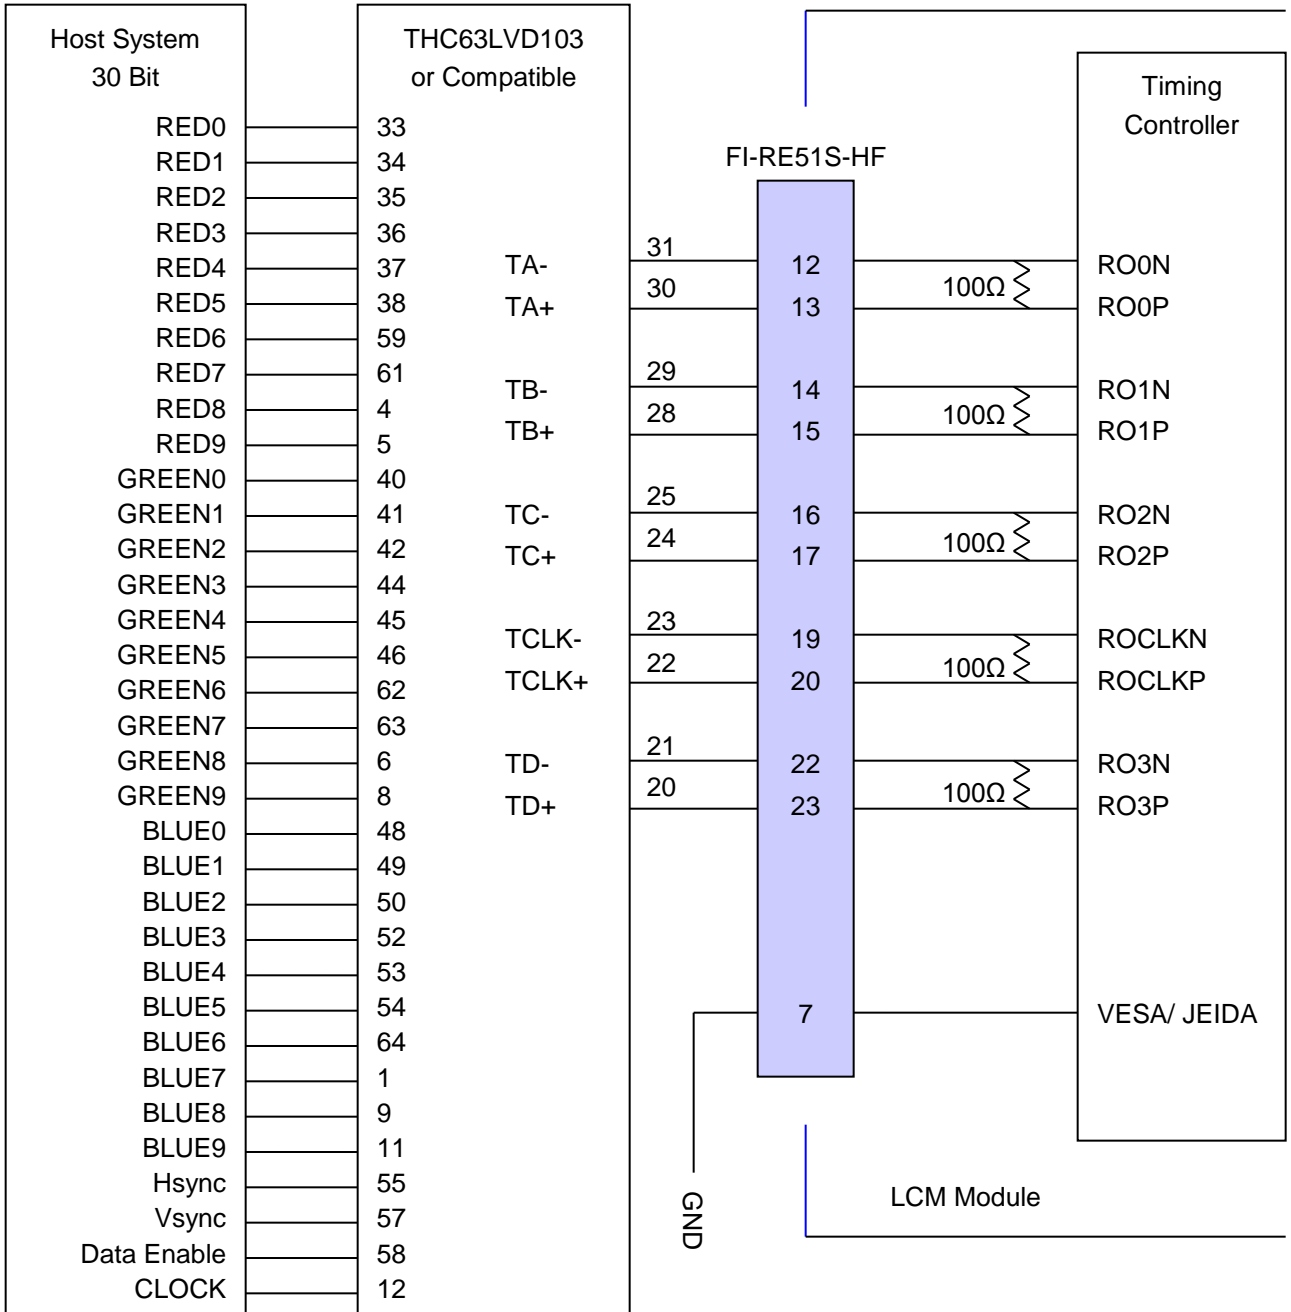 Host System
30 Bit
RED0
RED1
RED2
RED3
RED4
RED5
RED6
RED7
RED8
RED9
GREEN0
GREEN1
GREEN2
GREEN3
GREEN4
GREEN5
GREEN6
GREEN7
GREEN8
GREEN9
BLUE0
BLUE1
BLUE2
BLUE3
BLUE4
BLUE5
BLUE6
BLUE7
BLUE8
BLUE9
Hsync
Vsync
Data Enable
CLOCK
THC63LVD103
or Compatible
33
34
35
36
37
38
59
61
4
5
40
41
42
44
45
46
62
63
6
8
48
49
50
52
53
54
64
1
9
11
55
57
58
12
TA-
TA+
TB-
TB+
TC-
TC+
TCLK-
TCLK+
TD-
TD+
31
30
29
28
25
24
23
22
21
20
GND
FI-RE51S-HF
12
13
14
15
16
17
19
20
22
23
7
100Ω
100Ω
100Ω
100Ω
100Ω
Timing
Controller
RO0N
RO0P
RO1N
RO1P
RO2N
RO2P
ROCLKN
ROCLKP
RO3N
RO3P
VESA/ JEIDA
LCM Module